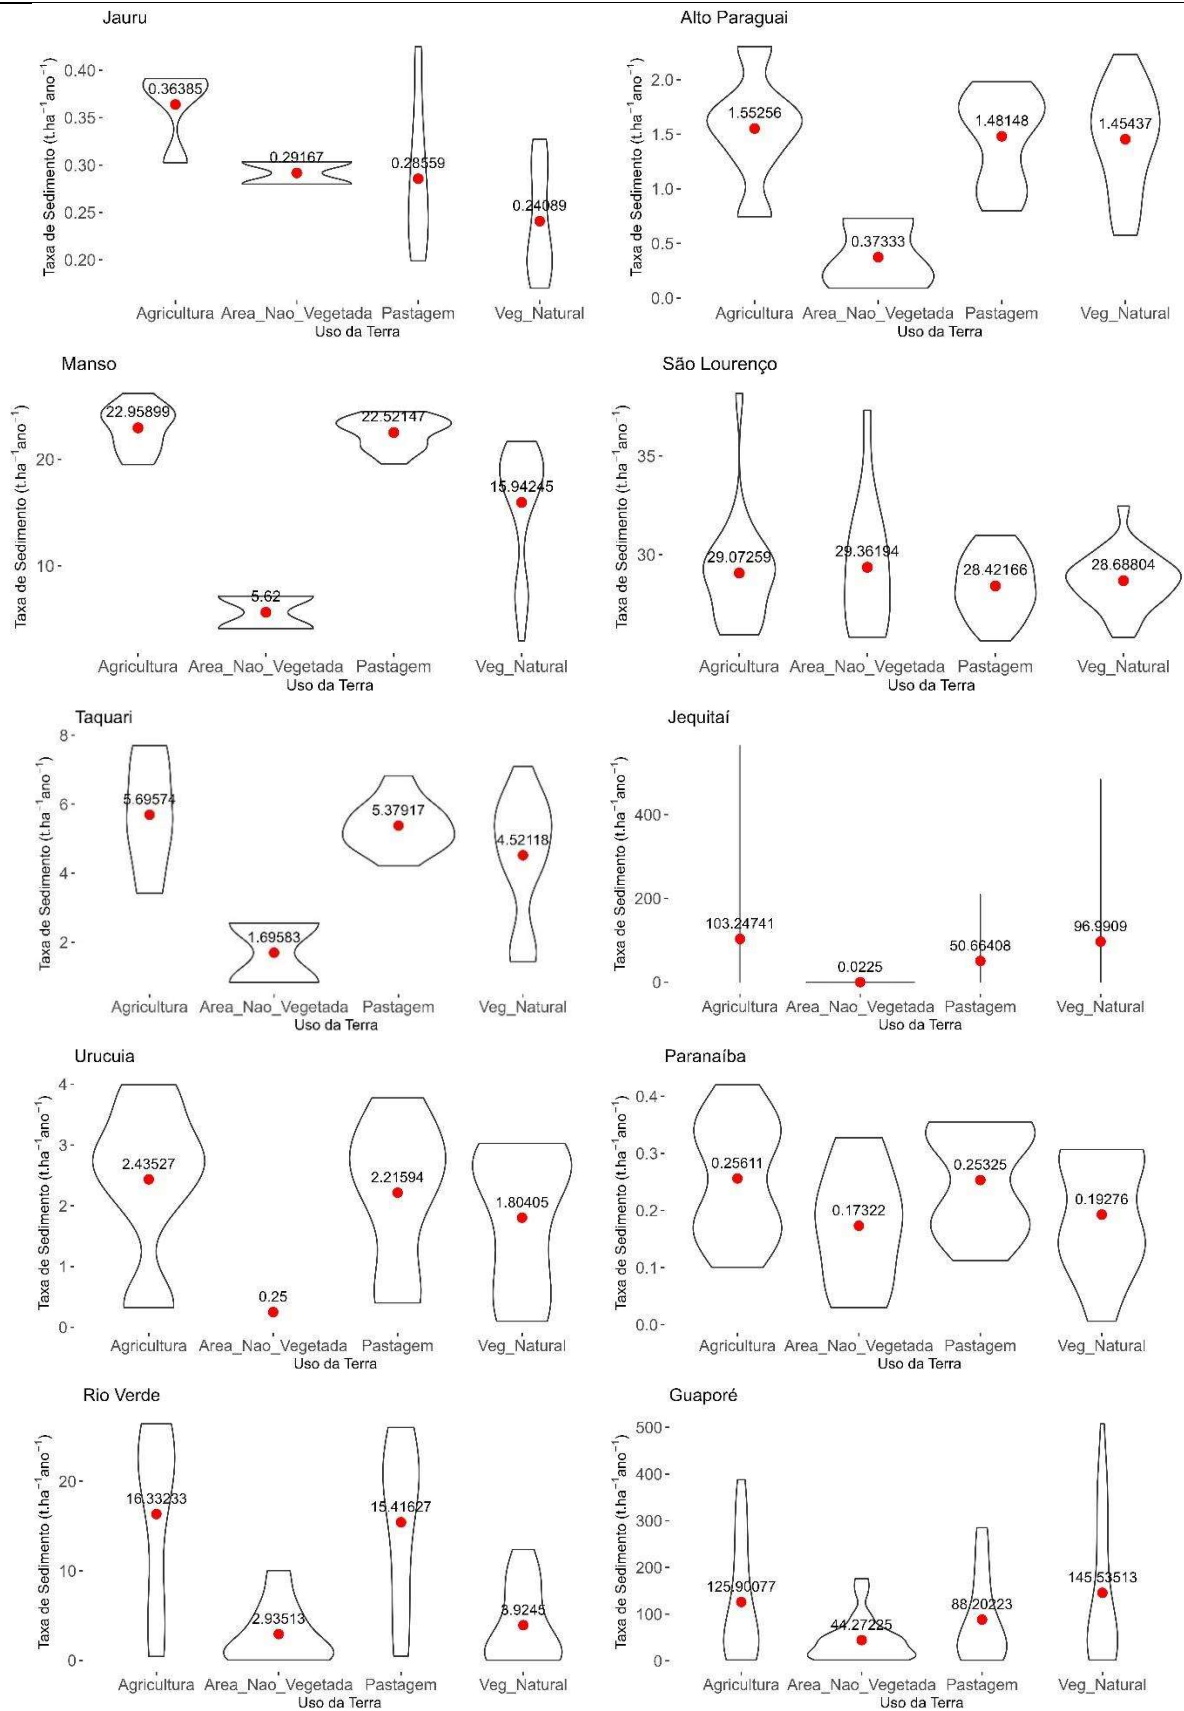 Jauru
Taxa de Sedimento (t.ha⁻¹ano⁻¹)
0.40
0.35
0.30
0.25
0.20
0.36385
0.29167
0.28559
0.24089
Agricultura Area_Nao_Vegetada Pastagem Veg_Natural
Uso da Terra
Alto Paraguai
Taxa de Sedimento (t.ha⁻¹ano⁻¹)
2.0
1.5
1.0
0.5
0.0
1.55256
0.37333
1.48148
1.45437
Agricultura Area_Nao_Vegetada Pastagem Veg_Natural
Uso da Terra
Manso
Taxa de Sedimento (t.ha⁻¹ano⁻¹)
20
10
22.95899
5.62
22.52147
15.94245
Agricultura Area_Nao_Vegetada Pastagem Veg_Natural
Uso da Terra
São Lourenço
Taxa de Sedimento (t.ha⁻¹ano⁻¹)
35
30
29.07259
29.36194
28.42166
28.68804
Agricultura Area_Nao_Vegetada Pastagem Veg_Natural
Uso da Terra
Taquari
Taxa de Sedimento (t.ha⁻¹ano⁻¹)
8
6
4
2
5.69574
1.69583
5.37917
4.52118
Agricultura Area_Nao_Vegetada Pastagem Veg_Natural
Uso da Terra
Jequitaí
Taxa de Sedimento (t.ha⁻¹ano⁻¹)
400
200
0
103.24741
0.0225
50.66408
96.9909
Agricultura Area_Nao_Vegetada Pastagem Veg_Natural
Uso da Terra
Urucuia
Taxa de Sedimento (t.ha⁻¹ano⁻¹)
4
3
2
1
0
2.43527
0.25
2.21594
1.80405
Agricultura Area_Nao_Vegetada Pastagem Veg_Natural
Uso da Terra
Paranaíba
Taxa de Sedimento (t.ha⁻¹ano⁻¹)
0.4
0.3
0.2
0.1
0.0
0.25611
0.17322
0.25325
0.19276
Agricultura Area_Nao_Vegetada Pastagem Veg_Natural
Uso da Terra
Rio Verde
Taxa de Sedimento (t.ha⁻¹ano⁻¹)
20
10
0
16.33233
2.93513
15.41627
3.9245
Agricultura Area_Nao_Vegetada Pastagem Veg_Natural
Uso da Terra
Guaporé
Taxa de Sedimento (t.ha⁻¹ano⁻¹)
500
400
300
200
100
0
125.90077
44.27225
88.20223
145.53513
Agricultura Area_Nao_Vegetada Pastagem Veg_Natural
Uso da Terra